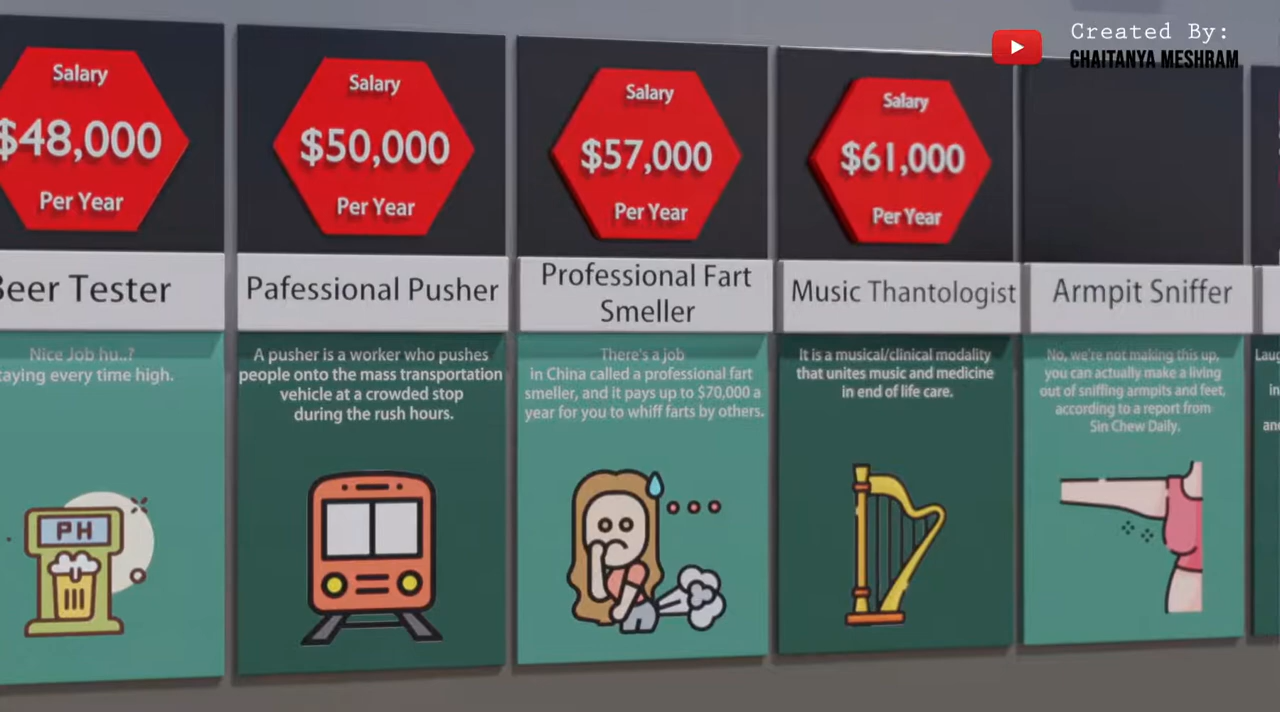 Created By:
CHAITANYA MESHRAM
Salary
$48,000
Per Year
Beer Tester
Nice Job hu..?
taying every time high.
PH
Salary
$50,000
Per Year
Pafessional Pusher
A pusher is a worker who pushes
people onto the mass transportation
vehicle at a crowded stop
during the rush hours.
Salary
$57,000
Per Year
Professional Fart
Smeller
There's a job
in China called a professional fart
smeller, and it pays up to $70,000 a
year for you to whiff farts by others.
Salary
$61,000
Per Year
Music Thantologist
It is a musical/clinical modality
that unites music and medicine
in end of life care.
Armpit Sniffer
No, we're not making this up,
you can actually make a living
out of sniffing armpits and feet,
according to a report from
Sin Chew Daily.